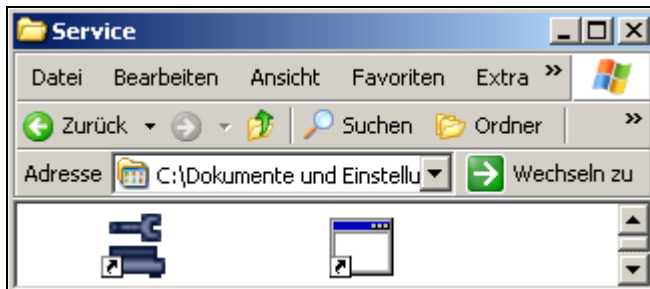 Service
Datei Bearbeiten Ansicht Favoriten Extra »
Zurück Suchen Ordner »
Adresse C:\Dokumente und Einstellu Wechseln zu